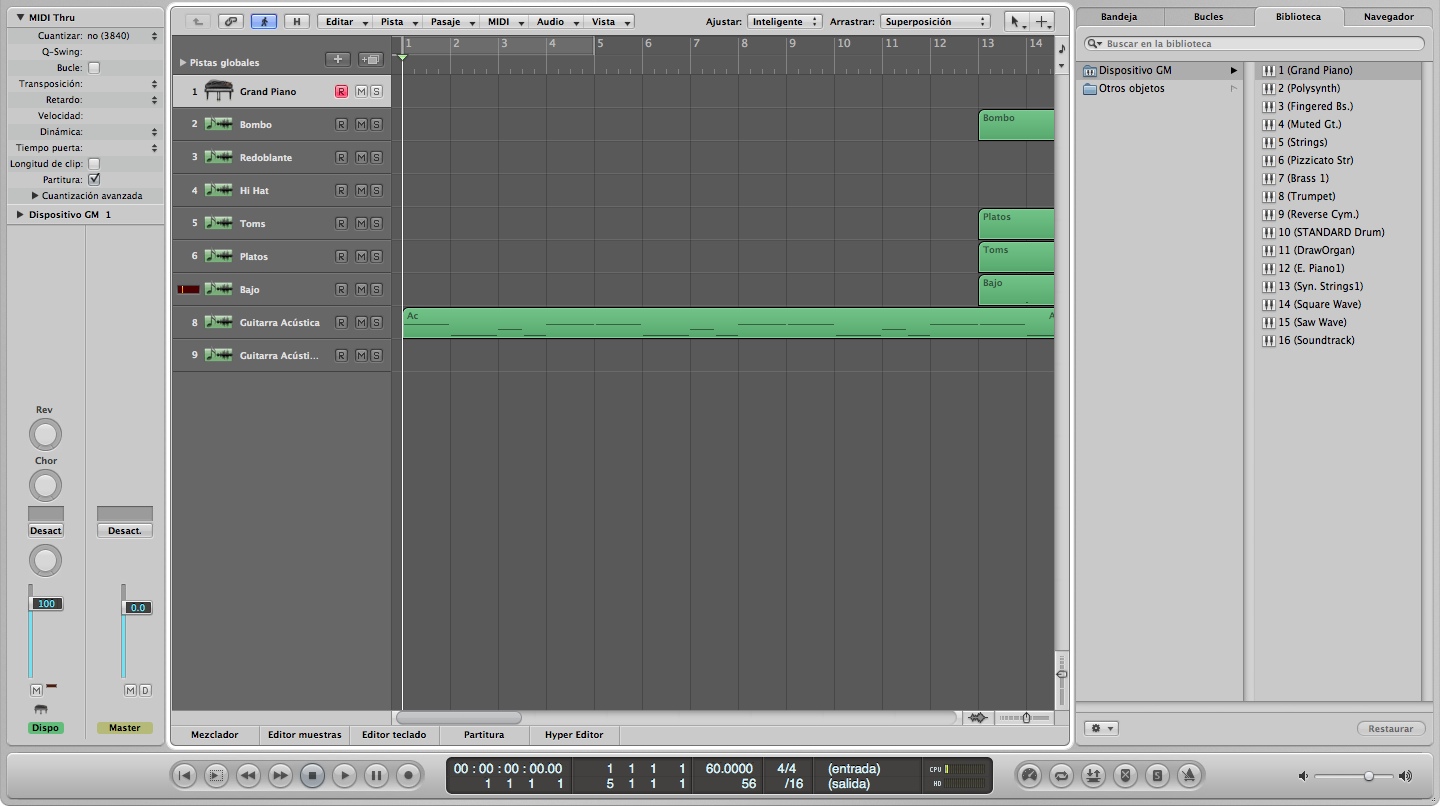 MIDI Thru
Cuantizar: no (3840)
Q-Swing:
Bucle:
Transposición:
Retardo:
Velocidad:
Dinámica:
Tiempo puerta:
Longitud de clip:
Partitura:
Cuantización avanzada
Dispositivo GM 1
Rev
Chor
Desact
Desact.
100
0.0
M
M D
Dispo
Master
H
Editar Pista Pasaje MIDI Audio Vista
Ajustar: Inteligente Arrastrar: Superposición
1 2 3 4 5 6 7 8 9 10 11 12 13 14
Pistas globales
1 Grand Piano R M S
2 Bombo R M S
Bombo
3 Redoblante R M S
4 Hi Hat R M S
5 Toms R M S
Platos
6 Platos R M S
Toms
Bajo R M S
Bajo
8 Guitarra Acústica R M S
Ac
A
9 Guitarra Acústi... R M S
Mezclador Editor muestras Editor teclado Partitura Hyper Editor
Bandeja Bucles Biblioteca Navegador
Buscar en la biblioteca
Dispositivo GM
Otros objetos
1 (Grand Piano)
2 (Polysynth)
3 (Fingered Bs.)
4 (Muted Gt.)
5 (Strings)
6 (Pizzicato Str)
7 (Brass 1)
8 (Trumpet)
9 (Reverse Cym.)
10 (STANDARD Drum)
11 (DrawOrgan)
12 (E. Piano1)
13 (Syn. Strings1)
14 (Square Wave)
15 (Saw Wave)
16 (Soundtrack)
Restaurar
00 : 00 : 00 : 00.00 1 1 1 1 60.0000 4/4 (entrada) CPU
1 1 1 1 5 1 1 1 56 /16 (salida) HD
S